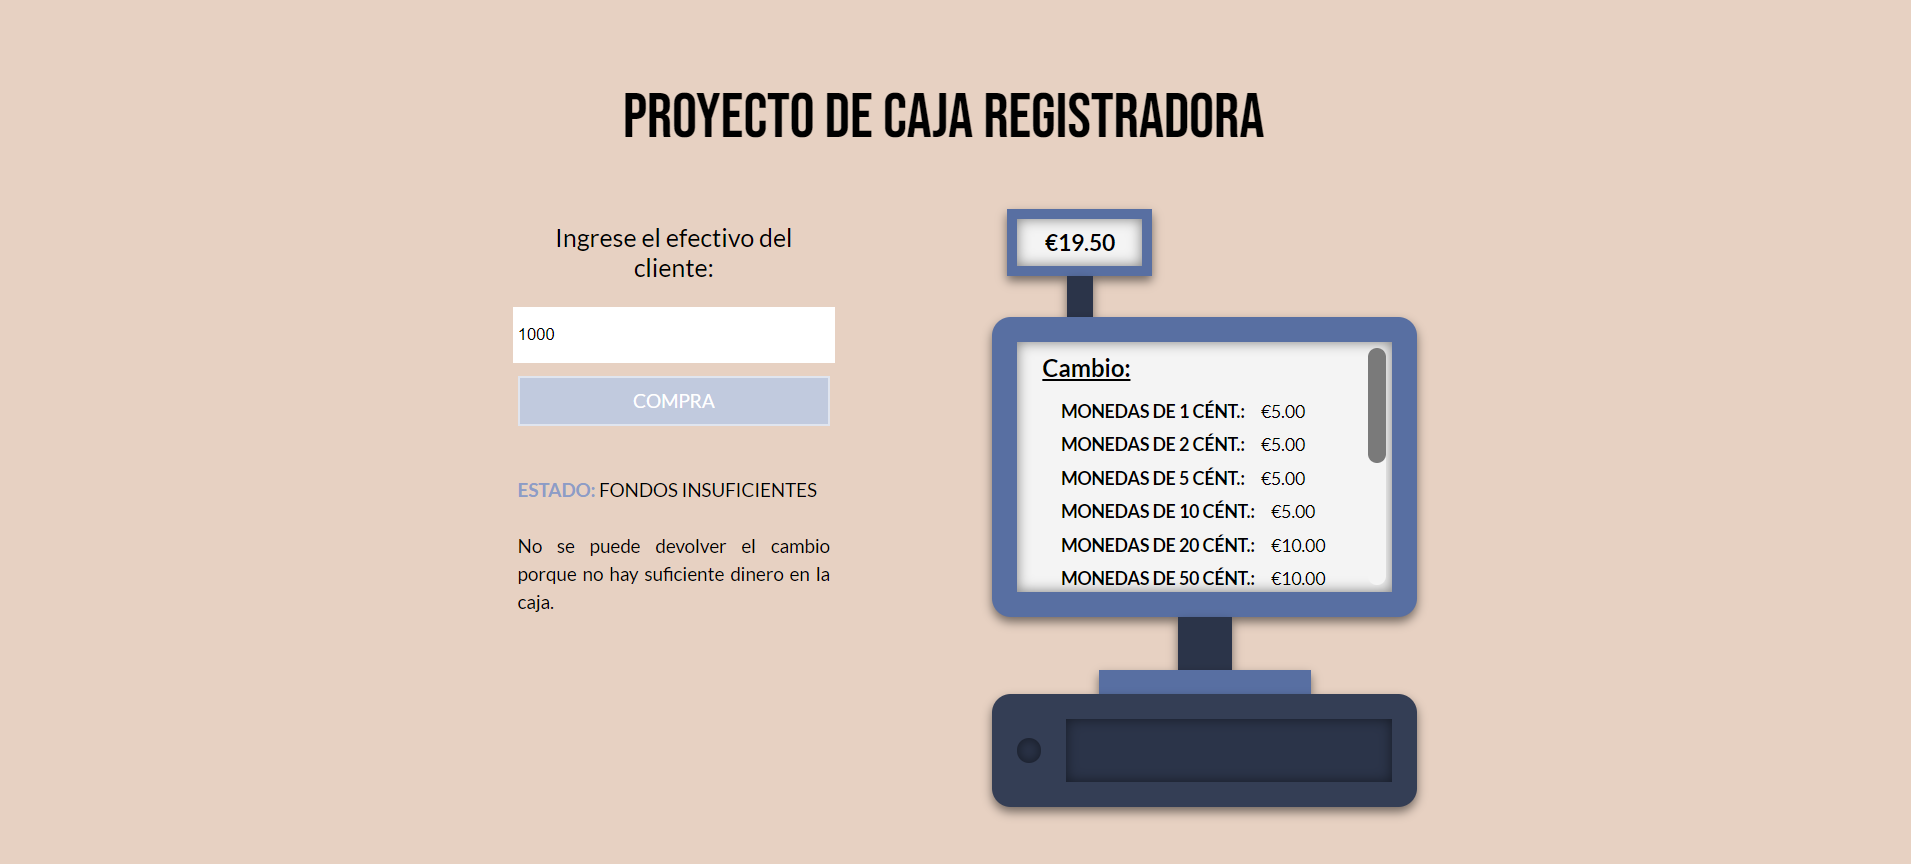 PROYECTO DE CAJA REGISTRADORA
Ingrese el efectivo del
cliente:
1000
COMPRA
ESTADO: FONDOS INSUFICIENTES
No se puede devolver el cambio
porque no hay suficiente dinero en la
caja.
€19.50
Cambio:
MONEDAS DE 1 CÉNT.: €5.00
MONEDAS DE 2 CÉNT.: €5.00
MONEDAS DE 5 CÉNT.: €5.00
MONEDAS DE 10 CÉNT.: €5.00
MONEDAS DE 20 CÉNT.: €10.00
MONEDAS DE 50 CÉNT.: €10.00